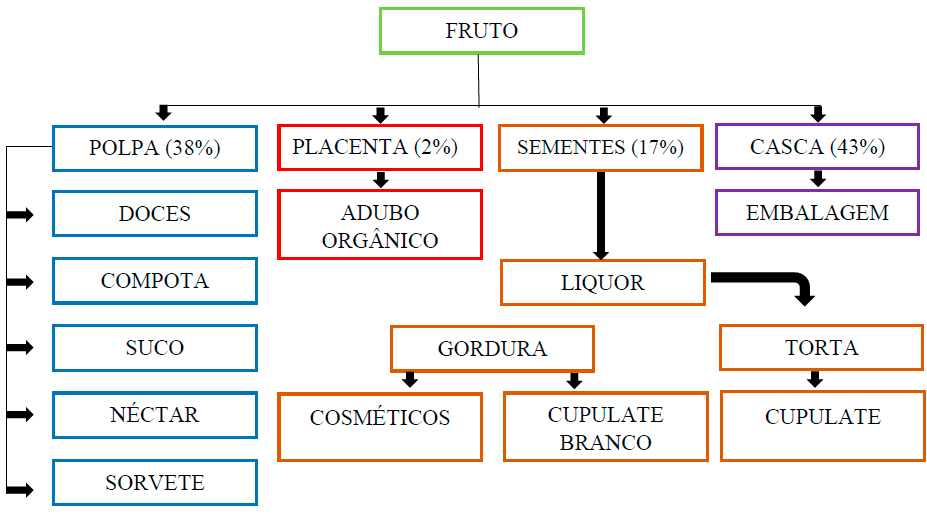 FRUTO
POLPA (38%)
PLACENTA (2%)
SEMENTES (17%)
CASCA (43%)
DOCES
ADUBO
ORGÂNICO
EMBALAGEM
COMPOTA
LIQUOR
SUCO
GORDURA
TORTA
NÉCTAR
COSMÉTICOS
CUPULATE
BRANCO
CUPULATE
SORVETE